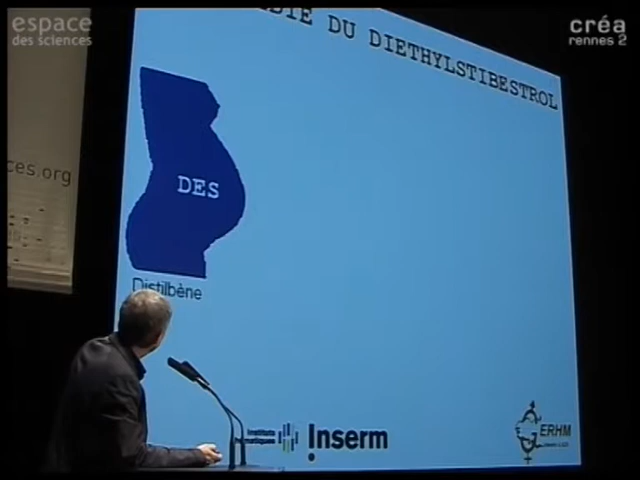 espace
des sciences
créa
rennes 2
DU DIETHYLSTIBESTROL
ces.org
DES
Distilbène
Inserm
ERHM